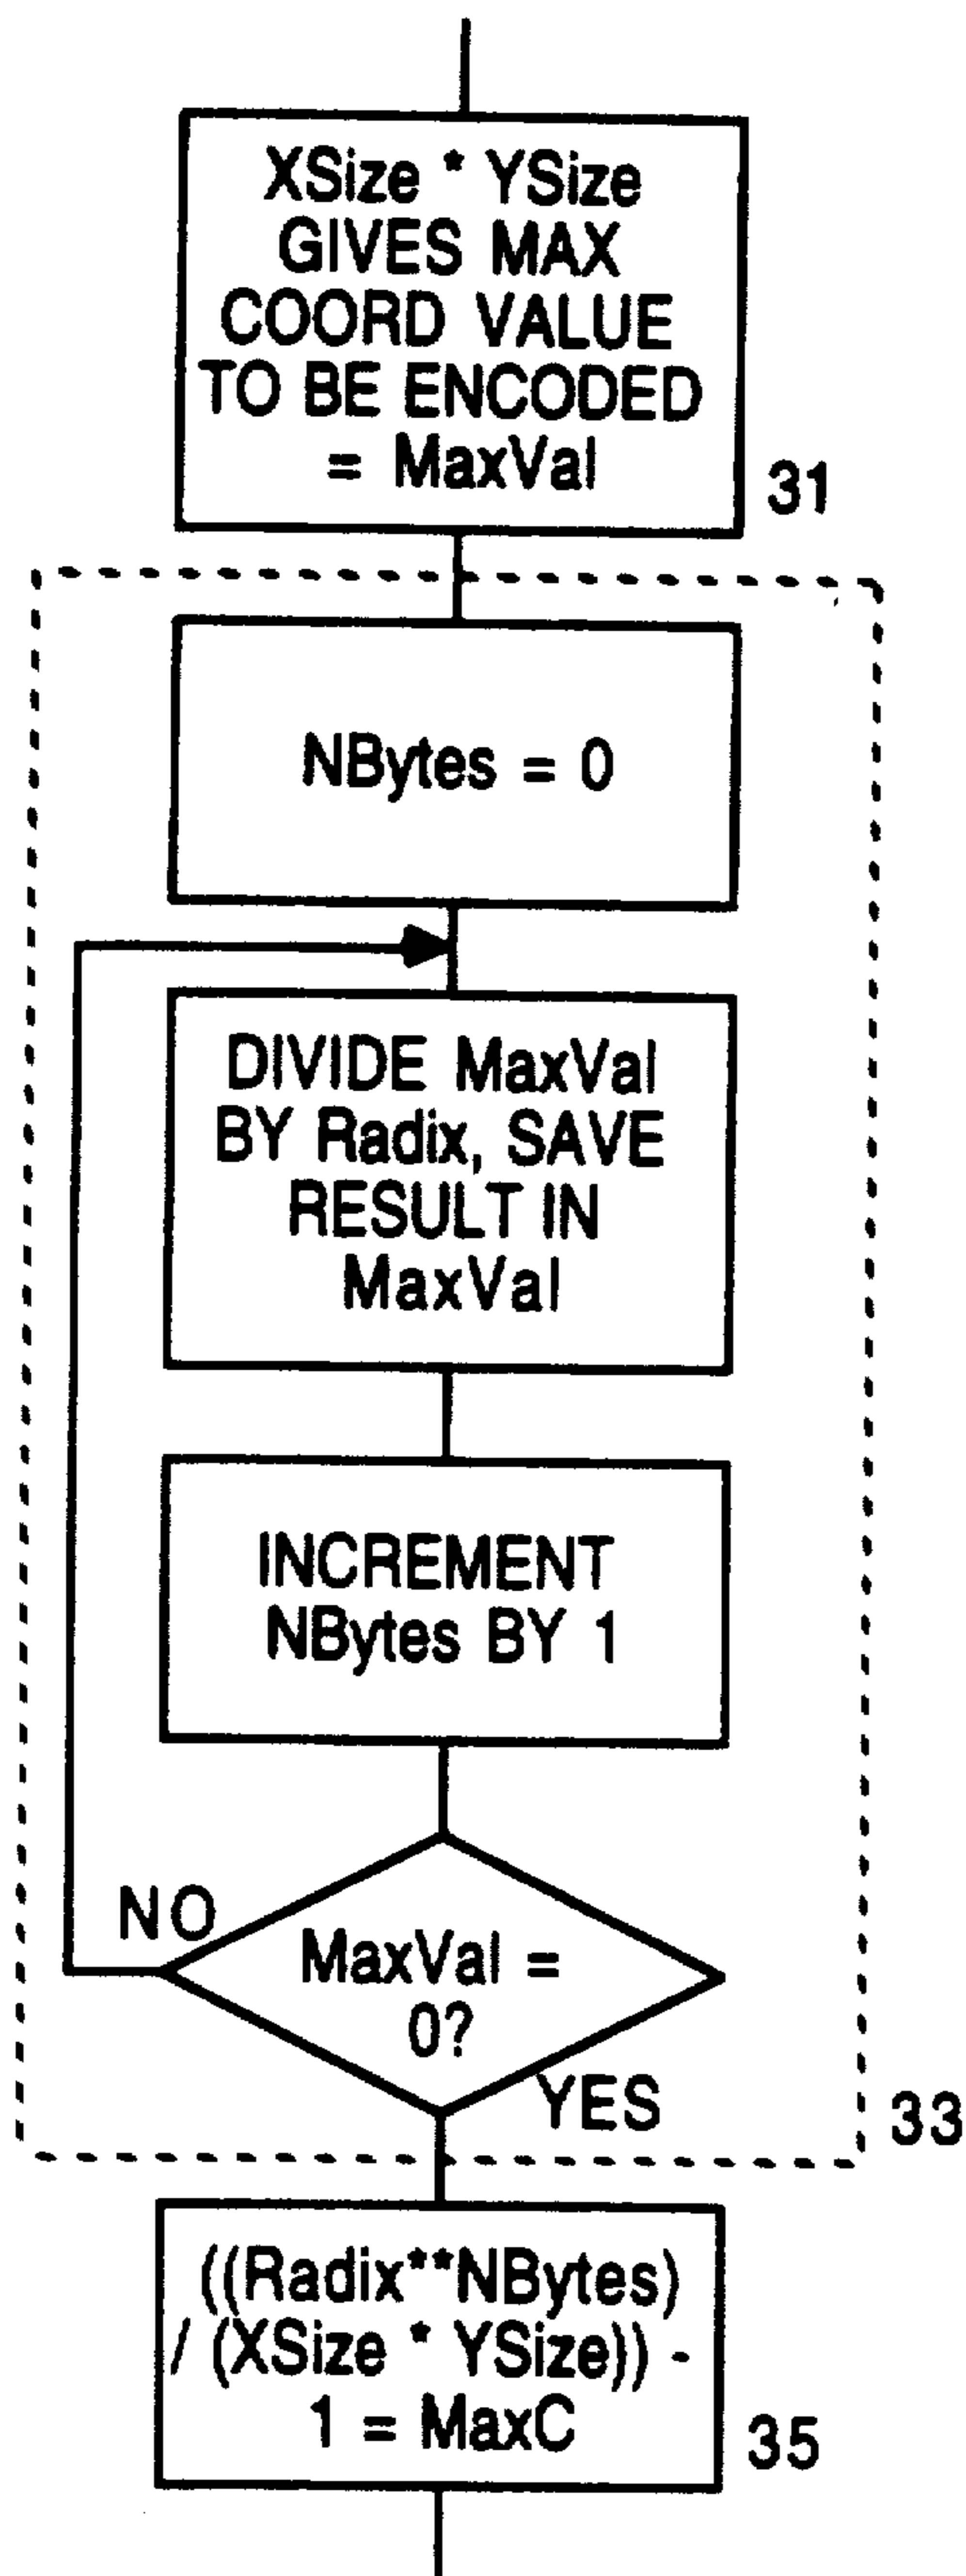 XSize * YSize
GIVES MAX
COORD VALUE
TO BE ENCODED
= MaxVal
31
NBytes = 0
DIVIDE MaxVal
BY Radix, SAVE
RESULT IN
MaxVal
INCREMENT
NBytes BY 1
NO
MaxVal =
0?
YES
33
((Radix**NBytes)
/ (XSize * YSize)) -
1 = MaxC
35